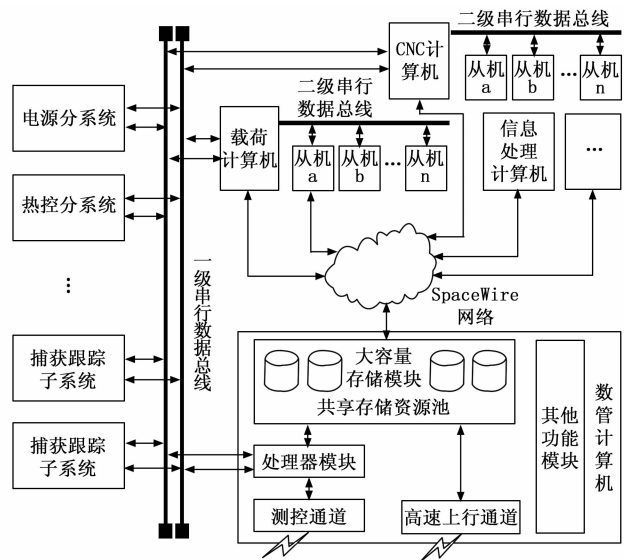 二级串行数据总线
CNC计
算机
从机
a
从机
b
...
从机
n
二级串行
数据总线
载荷
计算机
从机
a
从机
b
...
从机
n
信息
处理
计算机
...
电源分系统
热控分系统
...
捕获跟踪
子系统
捕获跟踪
子系统
一级串行数据总线
SpaceWire
网络
大容量
存储模块
共享存储资源池
处理器模块
测控通道
高速上行通道
其他
功能
模块
数管计算机